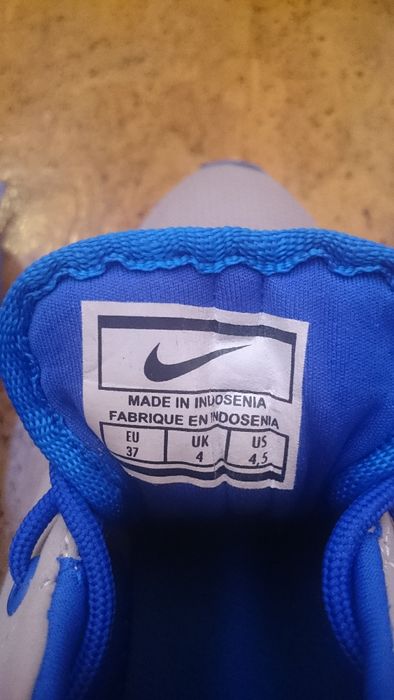 MADE IN INDOSENIA
FABRIQUE EN INDOSENIA
EU UK US
37 4 4,5